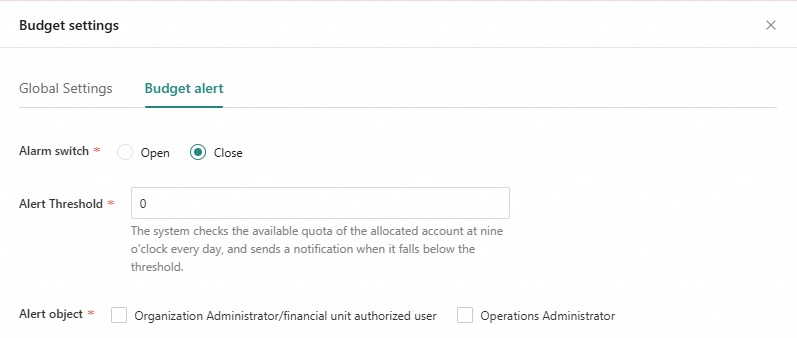 Budget settings
Global Settings Budget alert
Alarm switch * Open Close
Alert Threshold * 0
The system checks the available quota of the allocated account at nine
o'clock every day, and sends a notification when it falls below the
threshold.
Alert object * Organization Administrator/financial unit authorized user Operations Administrator